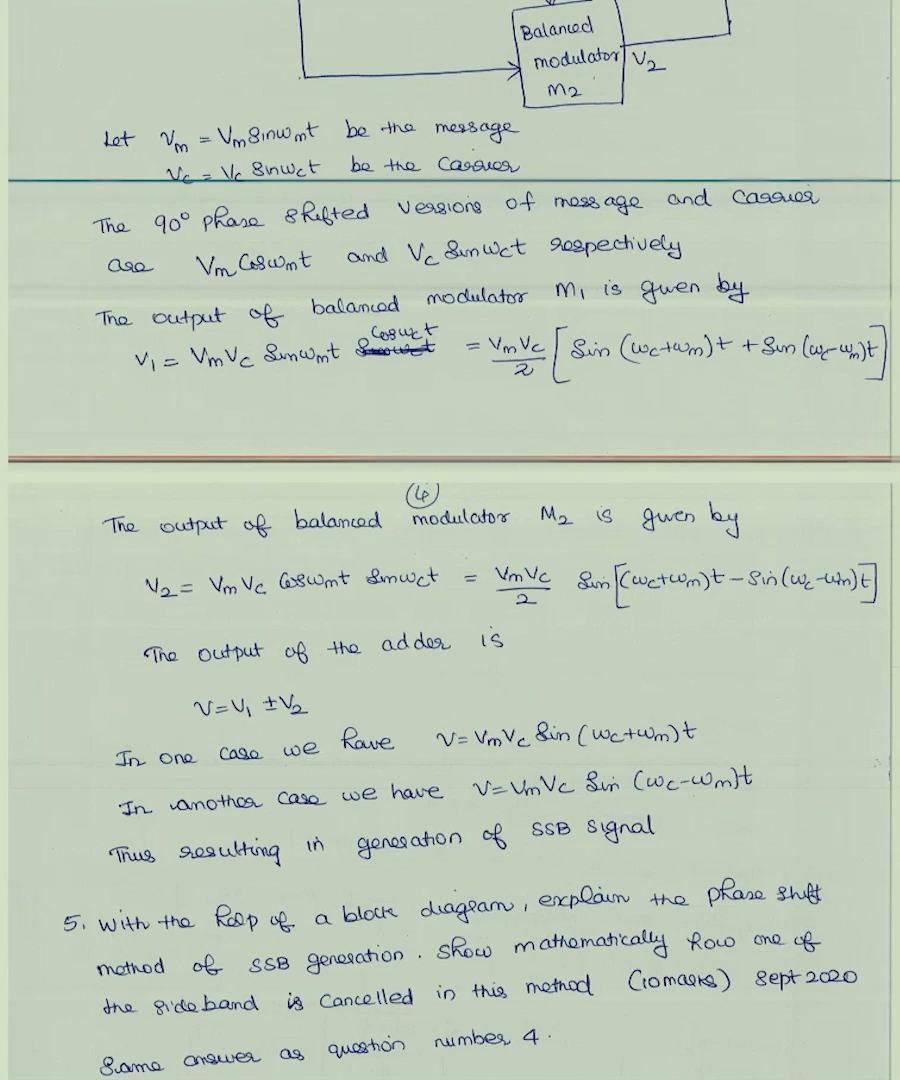 Balanced
modulator V2
M2
Let Vm = Vm Sinωmt be the message
Vc = Vc Sinωct be the Carrier
The 90° phase shifted versions of message and carrier
are Vm Cosωmt and Vc Sinωct respectively
The output of balanced modulator M1 is given by
Cosωct
V1 = VmVc Sinωmt = VmVc/2 [Sin (ωc+ωm)t + Sin (ωc-ωm)t]
(4)
The output of balanced modulator M2 is given by
V2 = Vm Vc Cosωmt Sinωct = VmVc/2 Sin[(ωc+ωm)t - Sin(ωc-ωm)t]
The output of the adder is
V=V1 ±V2
In one case we have V= VmVc Sin (ωc+ωm)t
In another case we have V= VmVc Sin (ωc-ωm)t
Thus resulting in generation of SSB signal
5. With the help of a block diagram, explain the phase shift
method of SSB generation. Show mathematically how one of
the side band is cancelled in this method (10marks) Sept 2020
Same answer as question number 4.